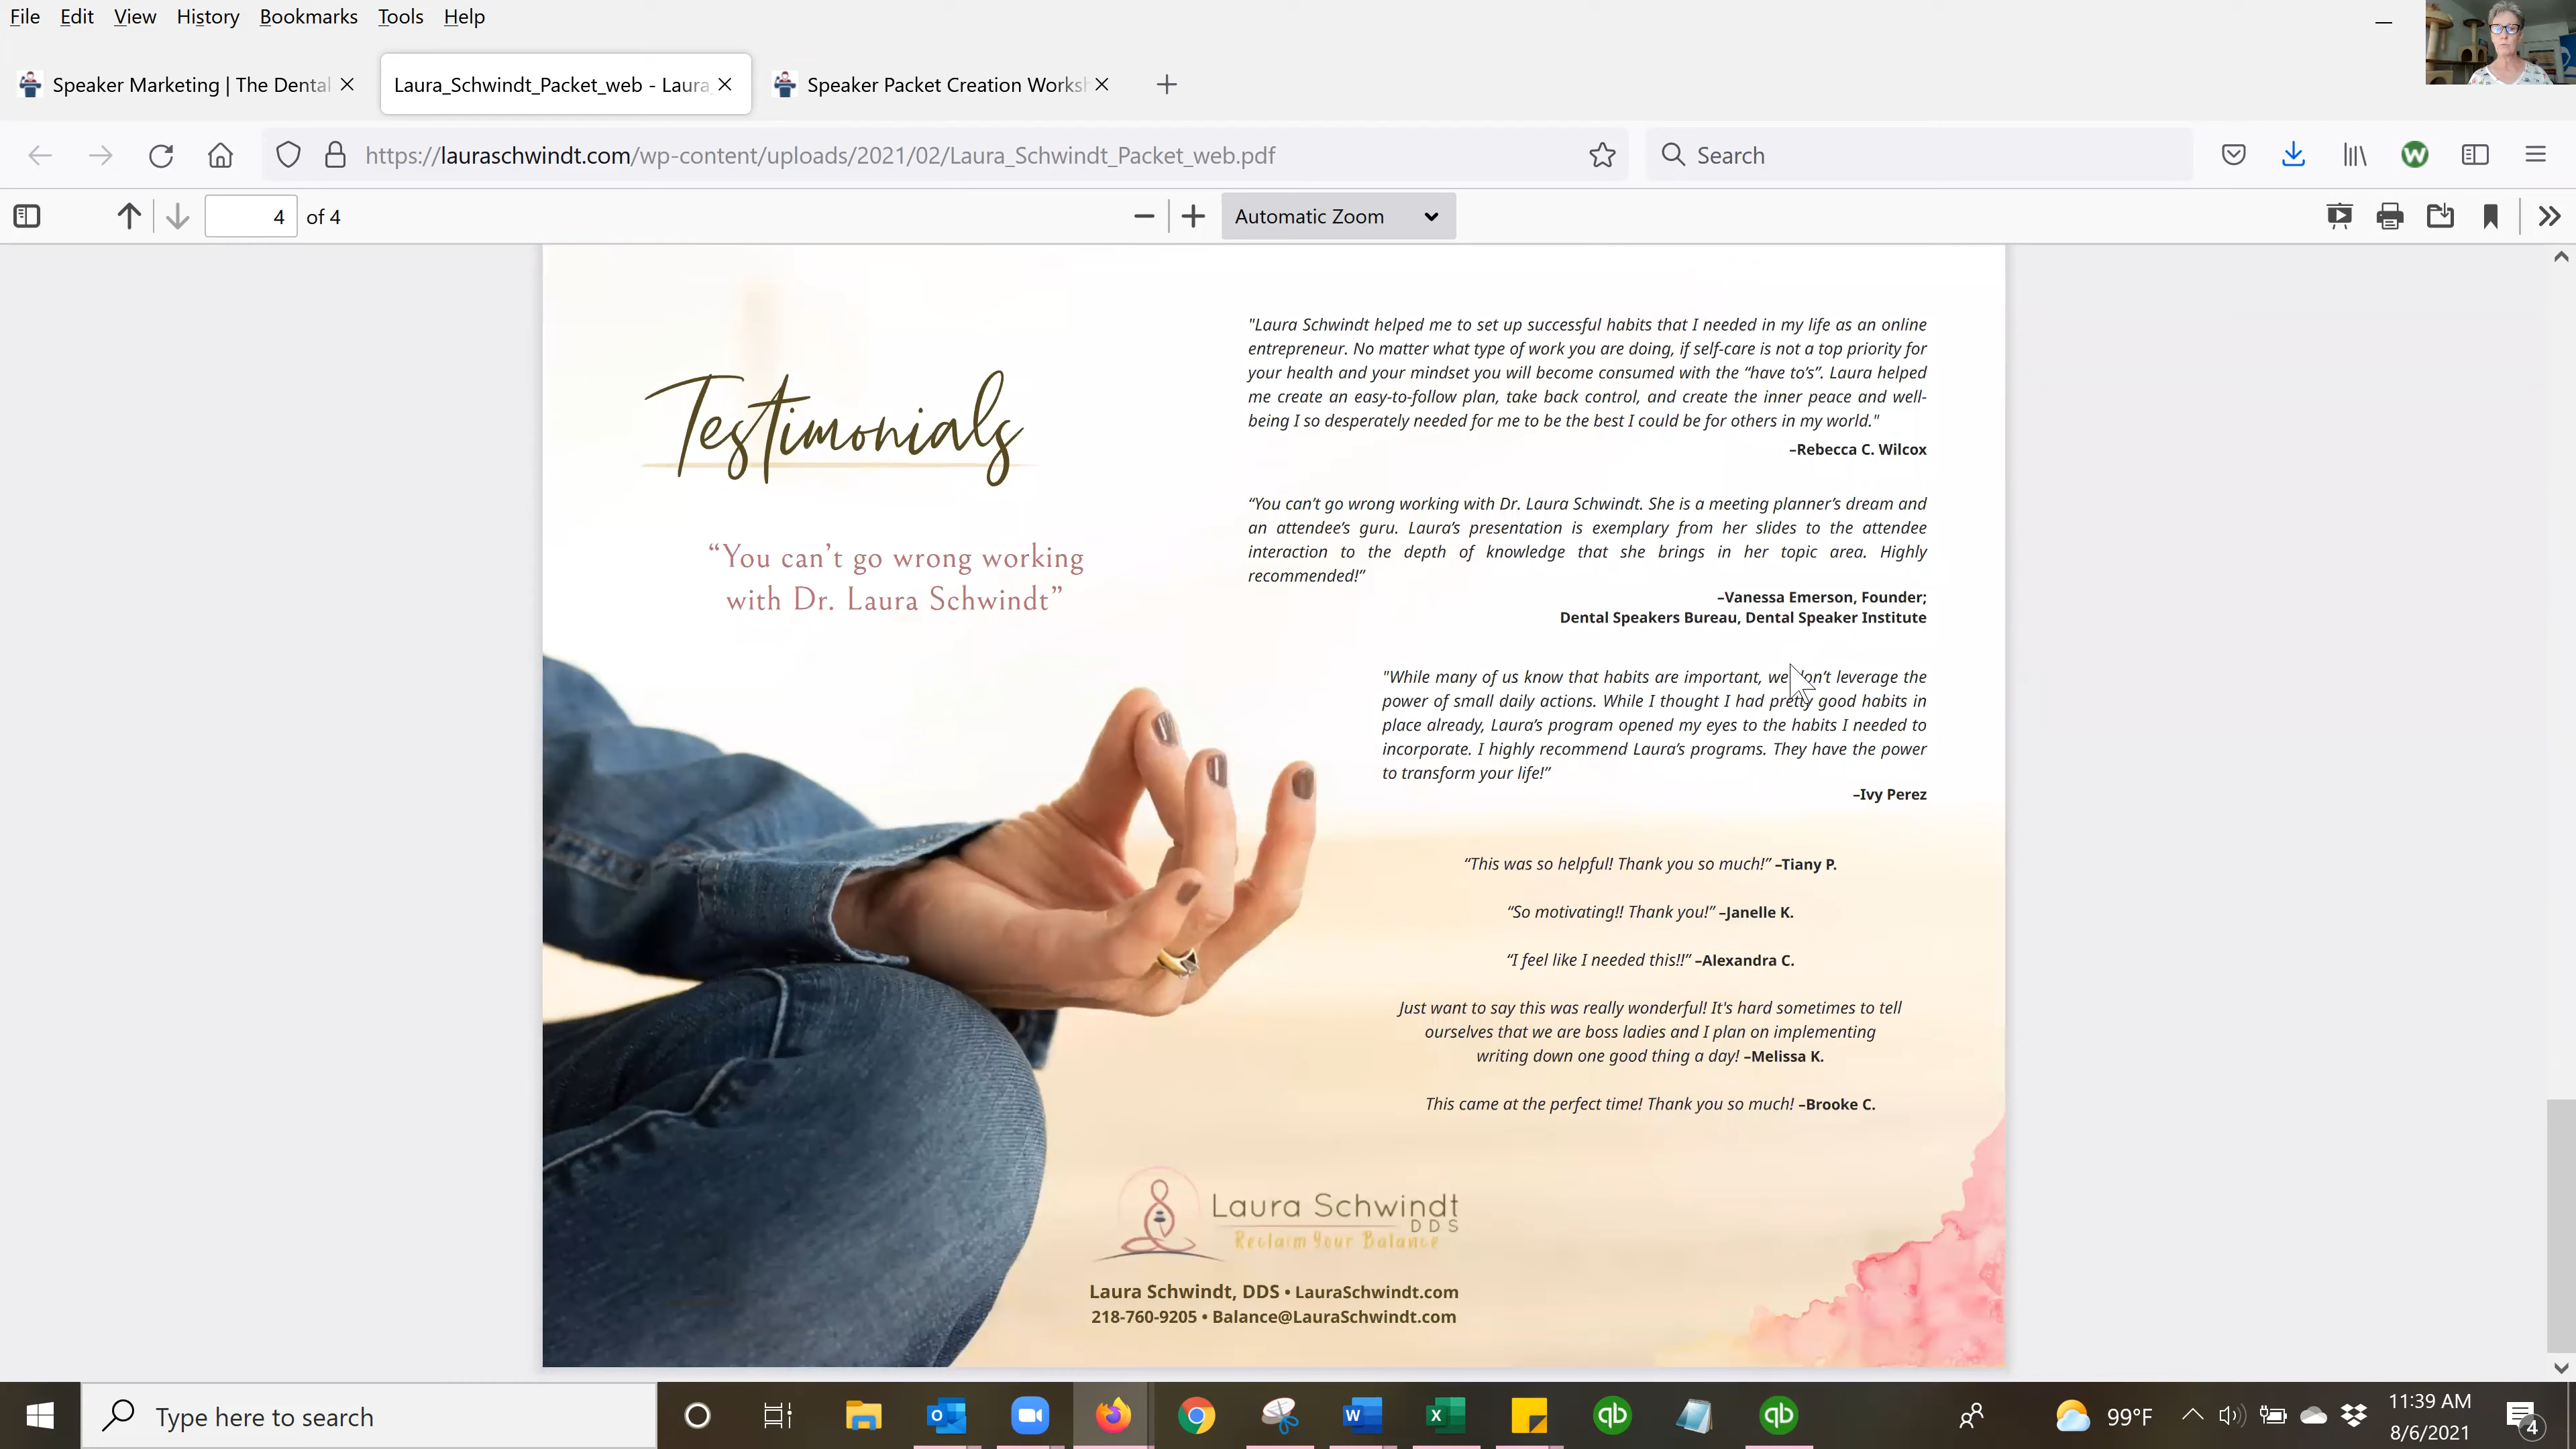 File Edit View History Bookmarks Tools Help
Speaker Marketing | The Dental
Laura_Schwindt_Packet_web - Laura_
Speaker Packet Creation Worksh
https://lauraschwindt.com/wp-content/uploads/2021/02/Laura_Schwindt_Packet_web.pdf
Search
4 of 4
Automatic Zoom
Testimonials
“You can’t go wrong working
with Dr. Laura Schwindt”
"Laura Schwindt helped me to set up successful habits that I needed in my life as an online
entrepreneur. No matter what type of work you are doing, if self-care is not a top priority for
your health and your mindset you will become consumed with the “have to’s”. Laura helped
me create an easy-to-follow plan, take back control, and create the inner peace and well-
being I so desperately needed for me to be the best I could be for others in my world."
–Rebecca C. Wilcox
“You can’t go wrong working with Dr. Laura Schwindt. She is a meeting planner’s dream and
an attendee’s guru. Laura’s presentation is exemplary from her slides to the attendee
interaction to the depth of knowledge that she brings in her topic area. Highly
recommended!”
–Vanessa Emerson, Founder;
Dental Speakers Bureau, Dental Speaker Institute
"While many of us know that habits are important, we don’t leverage the
power of small daily actions. While I thought I had pretty good habits in
place already, Laura’s program opened my eyes to the habits I needed to
incorporate. I highly recommend Laura’s programs. They have the power
to transform your life!”
–Ivy Perez
“This was so helpful! Thank you so much!” –Tiany P.
“So motivating!! Thank you!” –Janelle K.
“I feel like I needed this!!” –Alexandra C.
Just want to say this was really wonderful! It's hard sometimes to tell
ourselves that we are boss ladies and I plan on implementing
writing down one good thing a day! –Melissa K.
This came at the perfect time! Thank you so much! –Brooke C.
Laura Schwindt
DDS
Reclaim Your Balance
Laura Schwindt, DDS • LauraSchwindt.com
218-760-9205 • Balance@LauraSchwindt.com
Type here to search
99°F
11:39 AM
8/6/2021
4